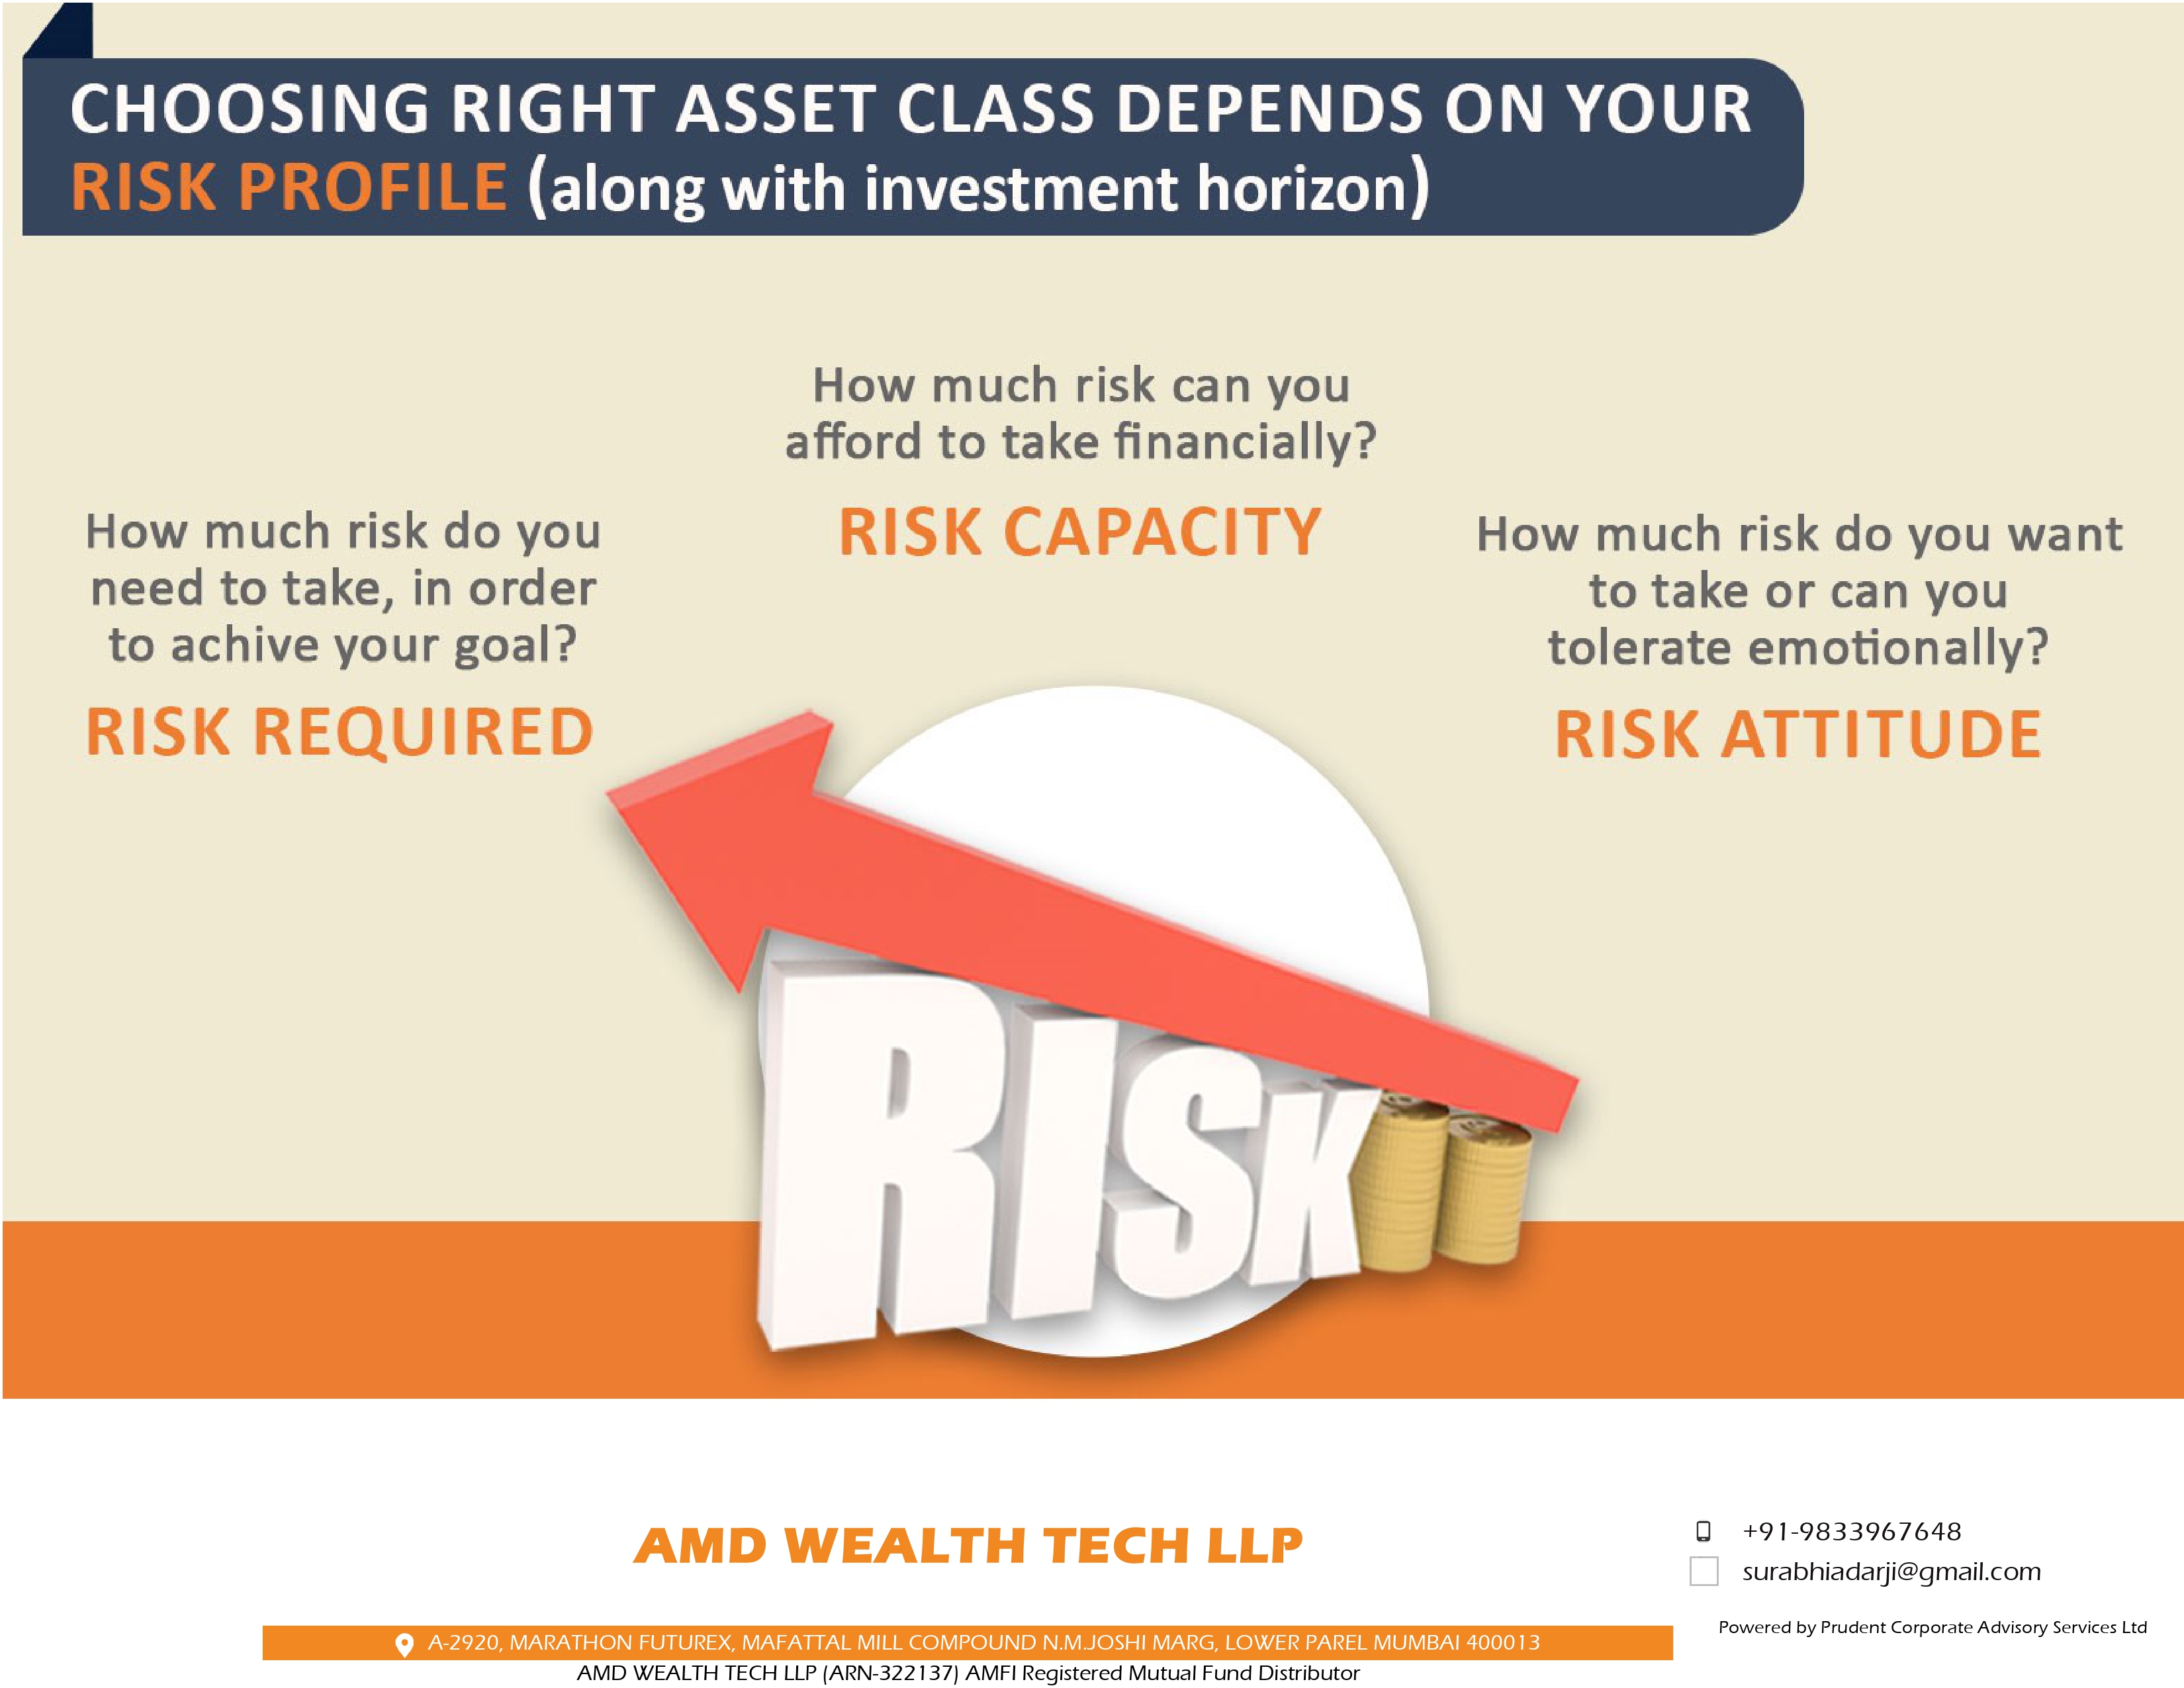 CHOOSING RIGHT ASSET CLASS DEPENDS ON YOUR
RISK PROFILE (along with investment horizon)
How much risk do you
need to take, in order
to achive your goal?
RISK REQUIRED
How much risk can you
afford to take financially?
RISK CAPACITY
How much risk do you want
to take or can you
tolerate emotionally?
RISK ATTITUDE
RISK
AMD WEALTH TECH LLP
+91-9833967648
surabhiadarji@gmail.com
Powered by Prudent Corporate Advisory Services Ltd
A-2920, MARATHON FUTUREX, MAFATTAL MILL COMPOUND N.M.JOSHI MARG, LOWER PAREL MUMBAI 400013
AMD WEALTH TECH LLP (ARN-322137) AMFI Registered Mutual Fund Distributor